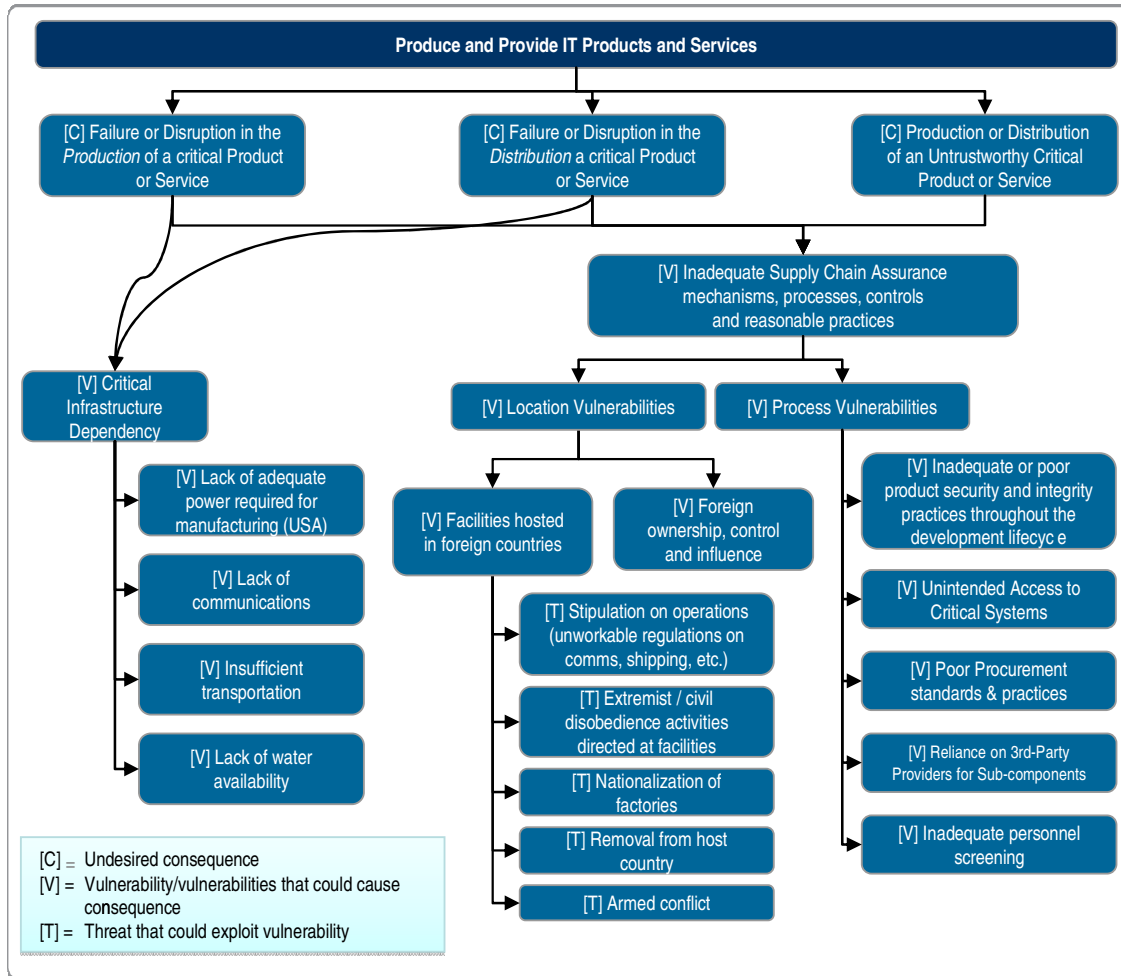 Produce and Provide IT Products and Services
[C] Failure or Disruption in the
Production of a critical Product
or Service
[C] Failure or Disruption in the
Distribution a critical Product
or Service
[C] Production or Distribution
of an Untrustworthy Critical
Product or Service
[V] Inadequate Supply Chain Assurance
mechanisms, processes, controls
and reasonable practices
[V] Critical
Infrastructure
Dependency
[V] Lack of adequate
power required for
manufacturing (USA)
[V] Lack of
communications
[V] Insufficient
transportation
[V] Lack of water
availability
[V] Location Vulnerabilities
[V] Facilities hosted
in foreign countries
[V] Foreign
ownership, control
and influence
[T] Stipulation on operations
(unworkable regulations on
comms, shipping, etc.)
[T] Extremist / civil
disobedience activities
directed at facilities
[T] Nationalization of
factories
[T] Removal from host
country
[T] Armed conflict
[V] Process Vulnerabilities
[V] Inadequate or poor
product security and integrity
practices throughout the
development lifecyc e
[V] Unintended Access to
Critical Systems
[V] Poor Procurement
standards & practices
[V] Reliance on 3rd-Party
Providers for Sub-components
[V] Inadequate personnel
screening
[C] = Undesired consequence
[V] = Vulnerability/vulnerabilities that could cause
consequence
[T] = Threat that could exploit vulnerability